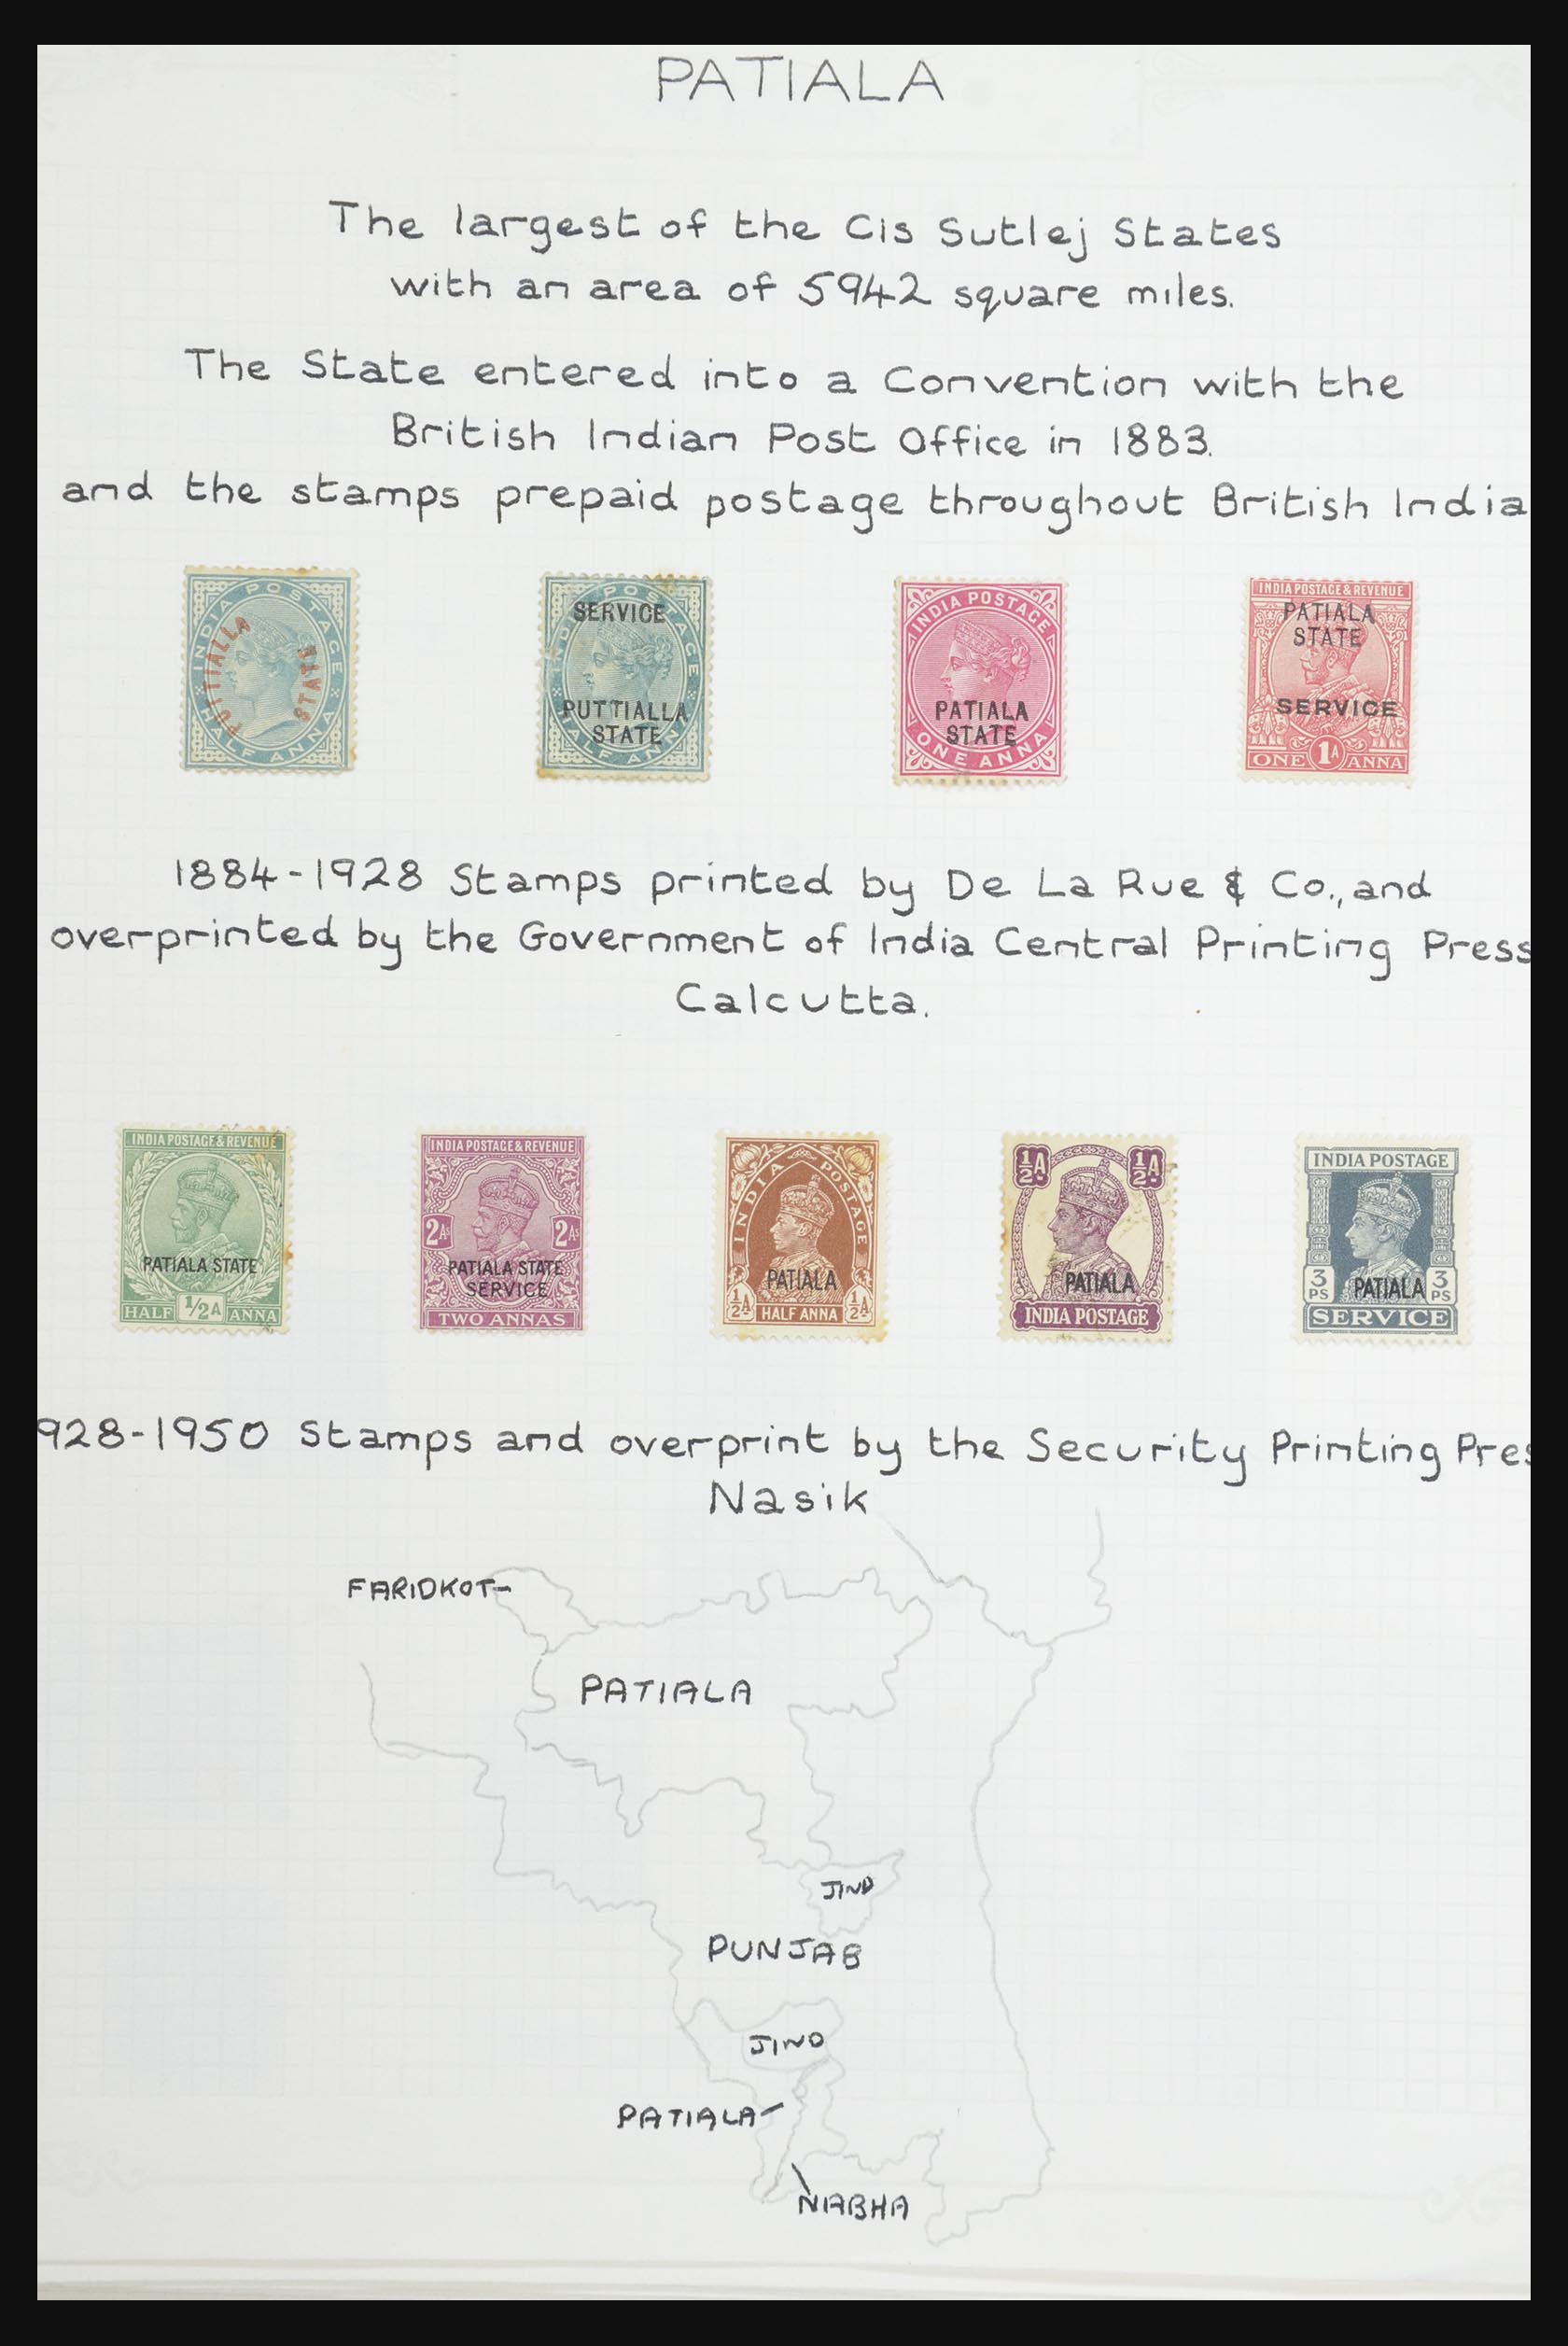 PATIALA
The largest of the Cis Sutlej States
with an area of 5942 square miles.
The State entered into a Convention with the
British Indian Post Office in 1883.
and the stamps prepaid postage throughout British India
INDIA POSTAGE
PUTTIALLA STATE
HALF ANNA
INDIA POSTAGE
SERVICE
PUTTIALLA
STATE
HALF ANNA
INDIA POSTAGE
PATIALA
STATE
ONE ANNA
INDIA POSTAGE & REVENUE
PATIALA
STATE
SERVICE
ONE 1A ANNA
1884-1928 Stamps printed by De La Rue & Co., and
overprinted by the Government of India Central Printing Press
Calcutta.
INDIA POSTAGE & REVENUE
PATIALA STATE
HALF 1/2A ANNA
INDIA POSTAGE & REVENUE
2As 2As
PATIALA STATE
SERVICE
TWO ANNAS
INDIA POSTAGE
PATIALA
½A HALF ANNA ½A
½A ½A
PATIALA
INDIA POSTAGE
INDIA POSTAGE
3 PS PATIALA 3 PS
SERVICE
928-1950 Stamps and overprint by the Security Printing Pres
Nasik
FARIDKOT
PATIALA
JIND
PUNJAB
JIND
PATIALA
NABHA